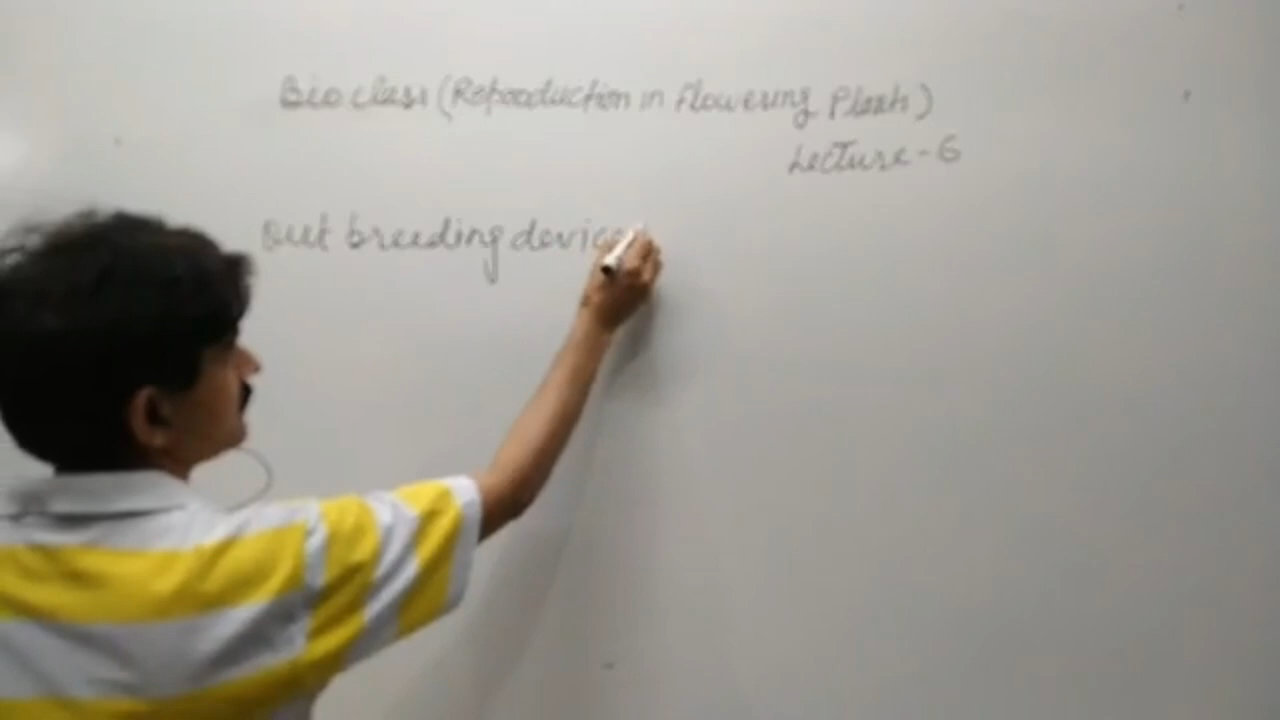 Bio class (Reproduction in flowering Plants)
Lecture-6
out breeding device